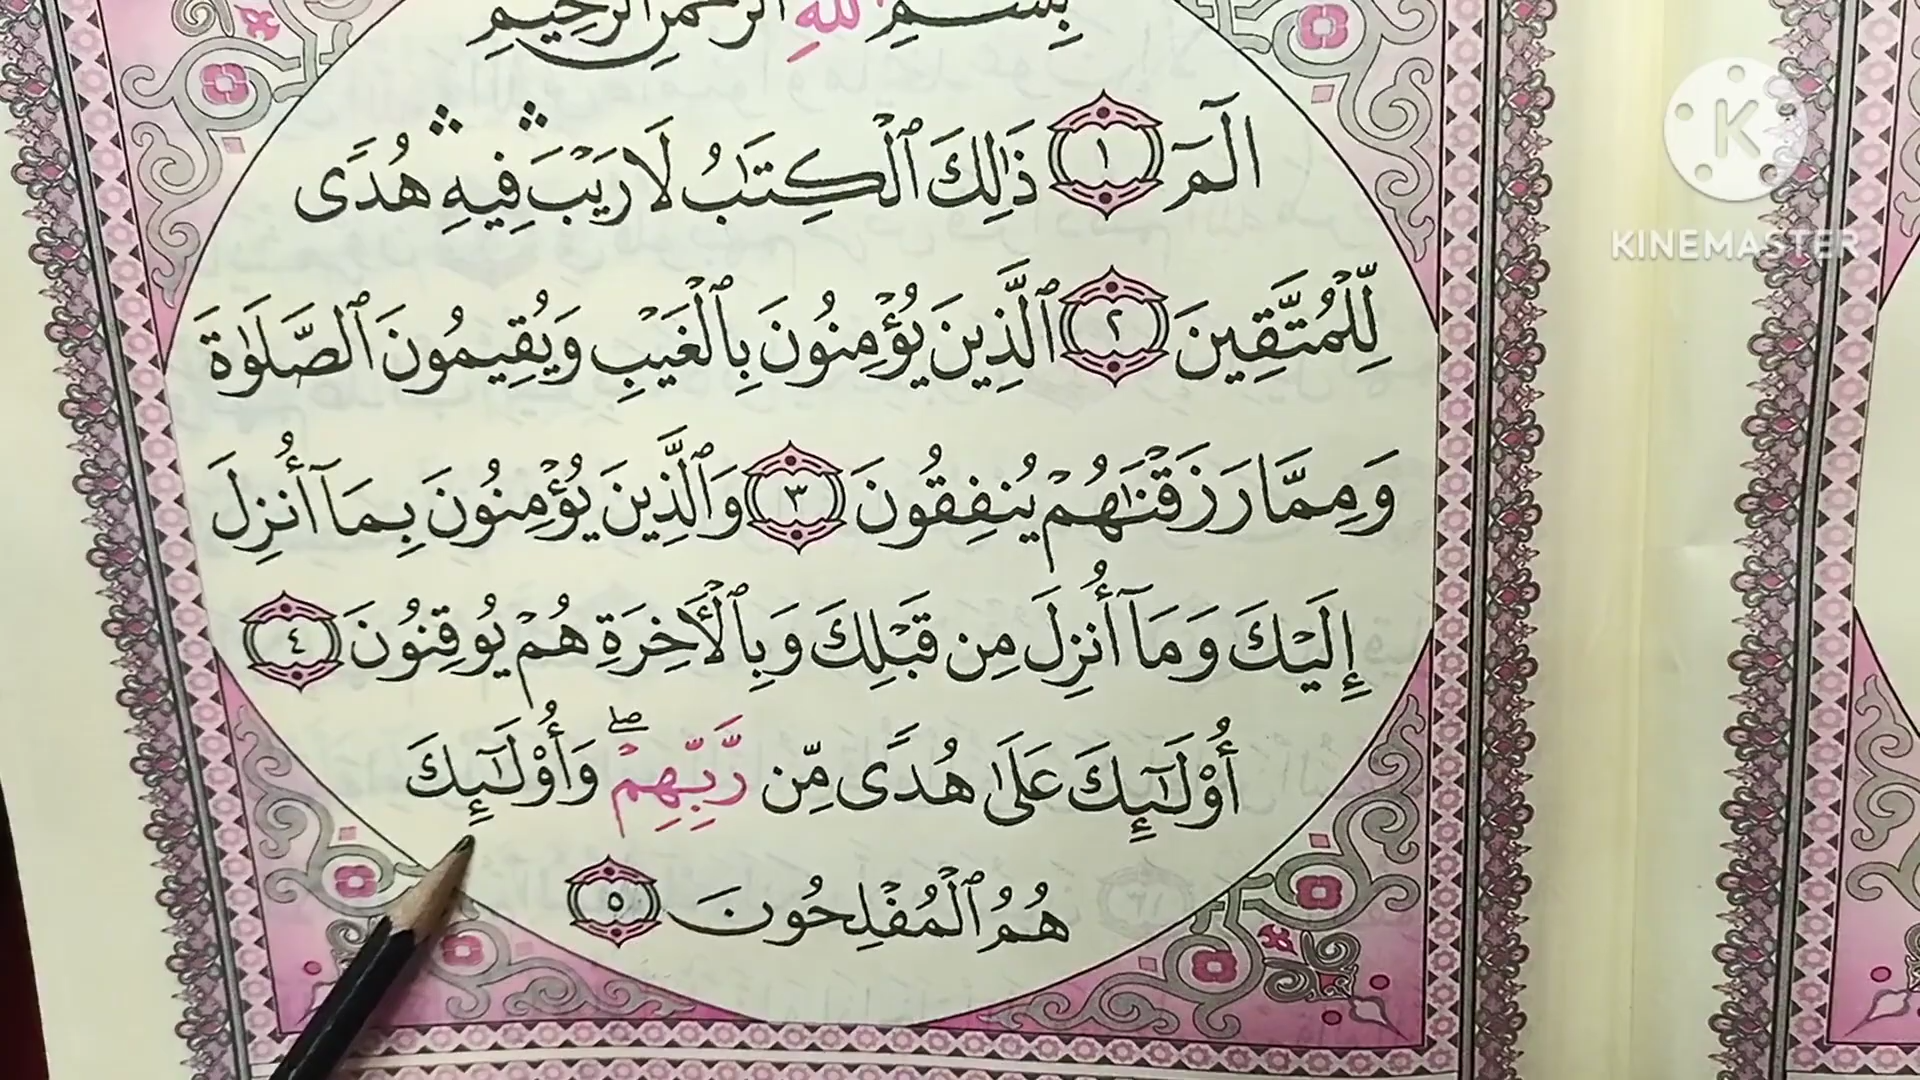 بِسْمِ ٱللَّهِ ٱلرَّحْمَٰنِ ٱلرَّحِيمِ
الٓمٓ ١ ذَٰلِكَ ٱلْكِتَٰبُ لَا رَيْبَ ۛ فِيهِ ۛ هُدًى
لِّلْمُتَّقِينَ ٢ ٱلَّذِينَ يُؤْمِنُونَ بِٱلْغَيْبِ وَيُقِيمُونَ ٱلصَّلَوٰةَ
وَمِمَّا رَزَقْنَٰهُمْ يُنفِقُونَ ٣ وَٱلَّذِينَ يُؤْمِنُونَ بِمَآ أُنزِلَ
إِلَيْكَ وَمَآ أُنزِلَ مِن قَبْلِكَ وَبِٱلْأَخِرَةِ هُمْ يُوقِنُونَ ٤
أُوْلَٰٓئِكَ عَلَىٰ هُدًى مِّن رَّبِّهِمْ ۖ وَأُوْلَٰٓئِكَ
هُمُ ٱلْمُفْلِحُونَ ٥
K
KINEMASTER